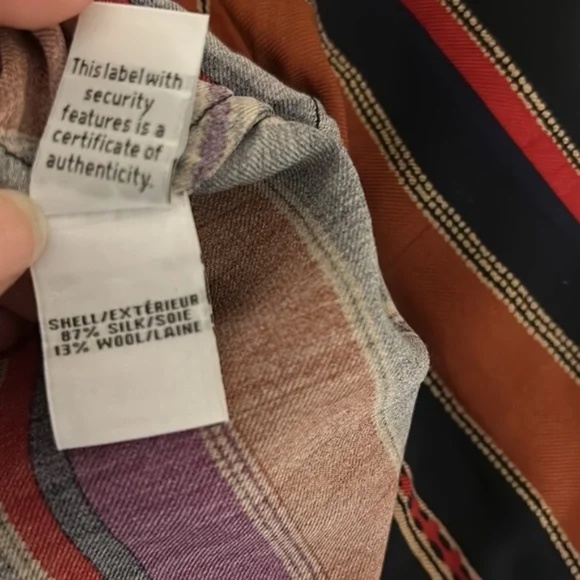 This label with
security
features is a
certificate of
authenticity.
SHELL/EXTÉRIEUR
87% SILK/SOIE
13% WOOL/LAINE